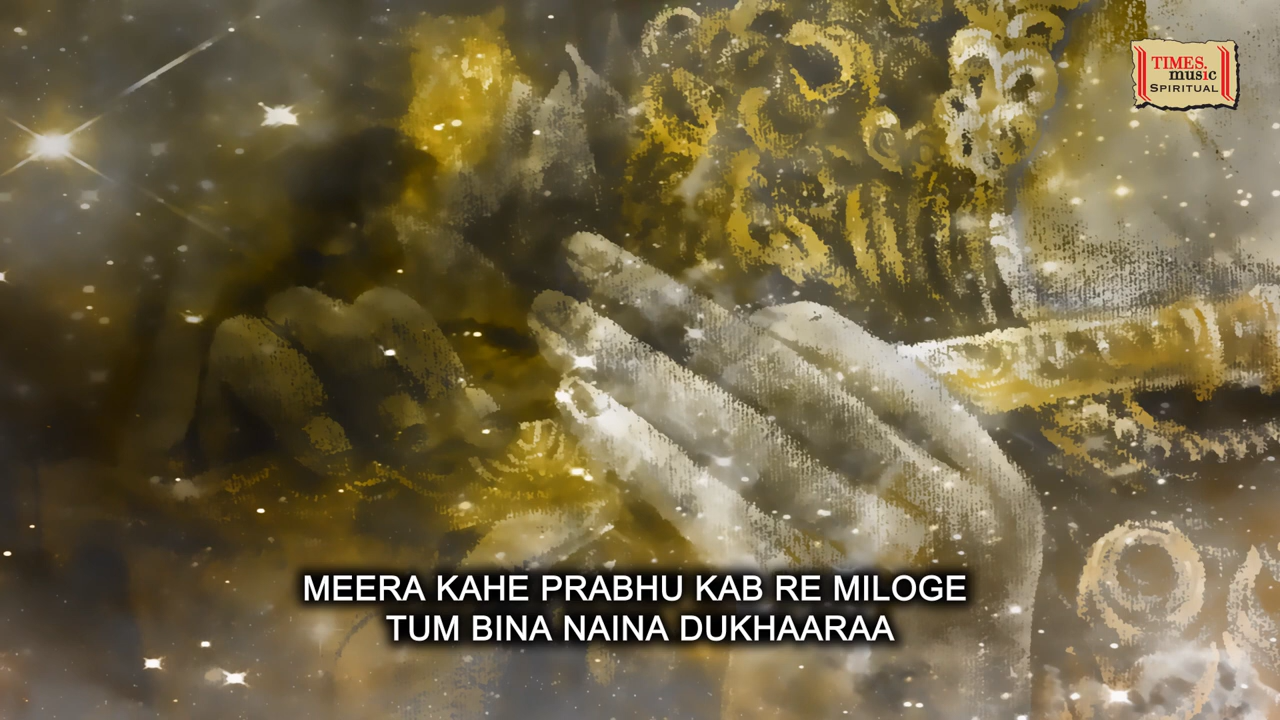 TIMES.
music
SPIRITUAL
MEERA KAHE PRABHU KAB RE MILOGE
TUM BINA NAINA DUKHAARAA